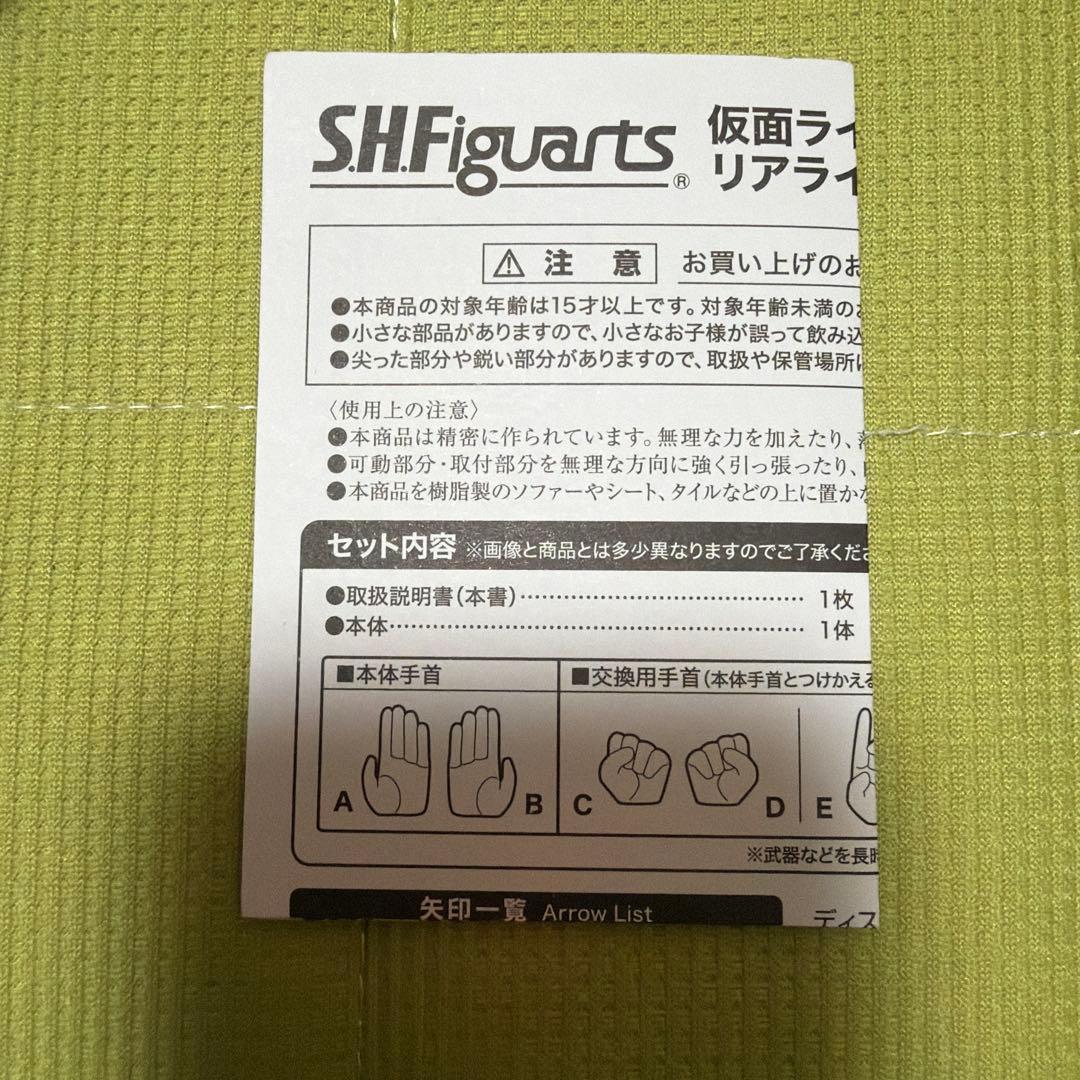 S.H.Figuarts® 仮面ライ
リアライ
⚠ 注 意 お買い上げのお
●本商品の対象年齢は15才以上です。対象年齢未満のお
●小さな部品がありますので、小さなお子様が誤って飲み込
●尖った部分や鋭い部分がありますので、取扱や保管場所に
〈使用上の注意〉
●本商品は精密に作られています。無理な力を加えたり、落
●可動部分・取付部分を無理な方向に強く引っ張ったり、
●本商品を樹脂製のソファーやシート、タイルなどの上に置かな
セット内容 ※画像と商品とは多少異なりますのでご了承くださ
●取扱説明書(本書)……………………………… 1枚
●本体……………………………………………… 1体
■本体手首 ■交換用手首(本体手首とつけかえる
A B C D E
※武器などを長時
矢印一覧 Arrow List
ディス